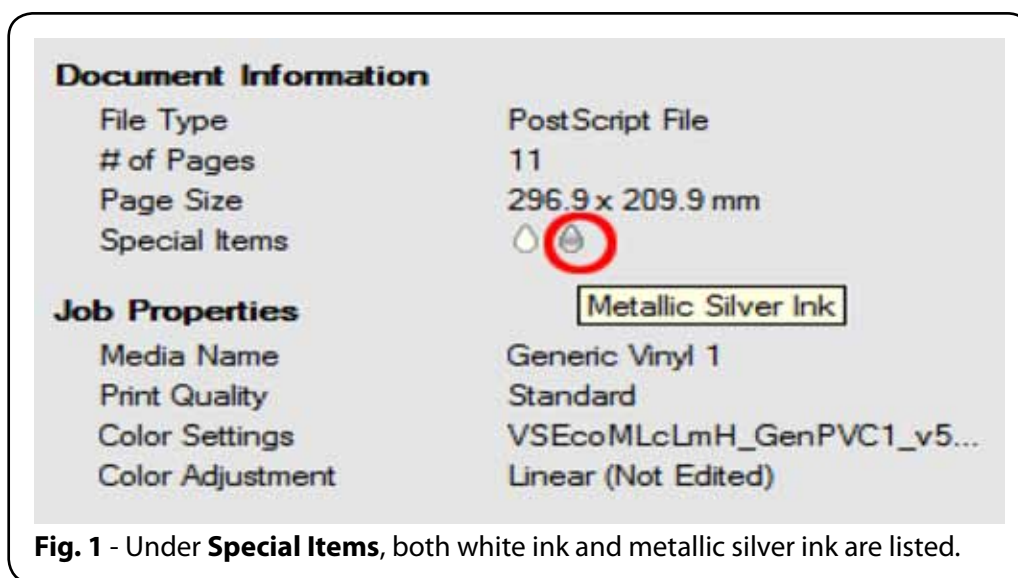 Document Information
File Type PostScript File
# of Pages 11
Page Size 296.9 x 209.9 mm
Special Items
Metallic Silver Ink
Job Properties
Media Name Generic Vinyl 1
Print Quality Standard
Color Settings VSEcoMLcLmH_GenPVC1_v5...
Color Adjustment Linear (Not Edited)
Fig. 1 - Under Special Items, both white ink and metallic silver ink are listed.